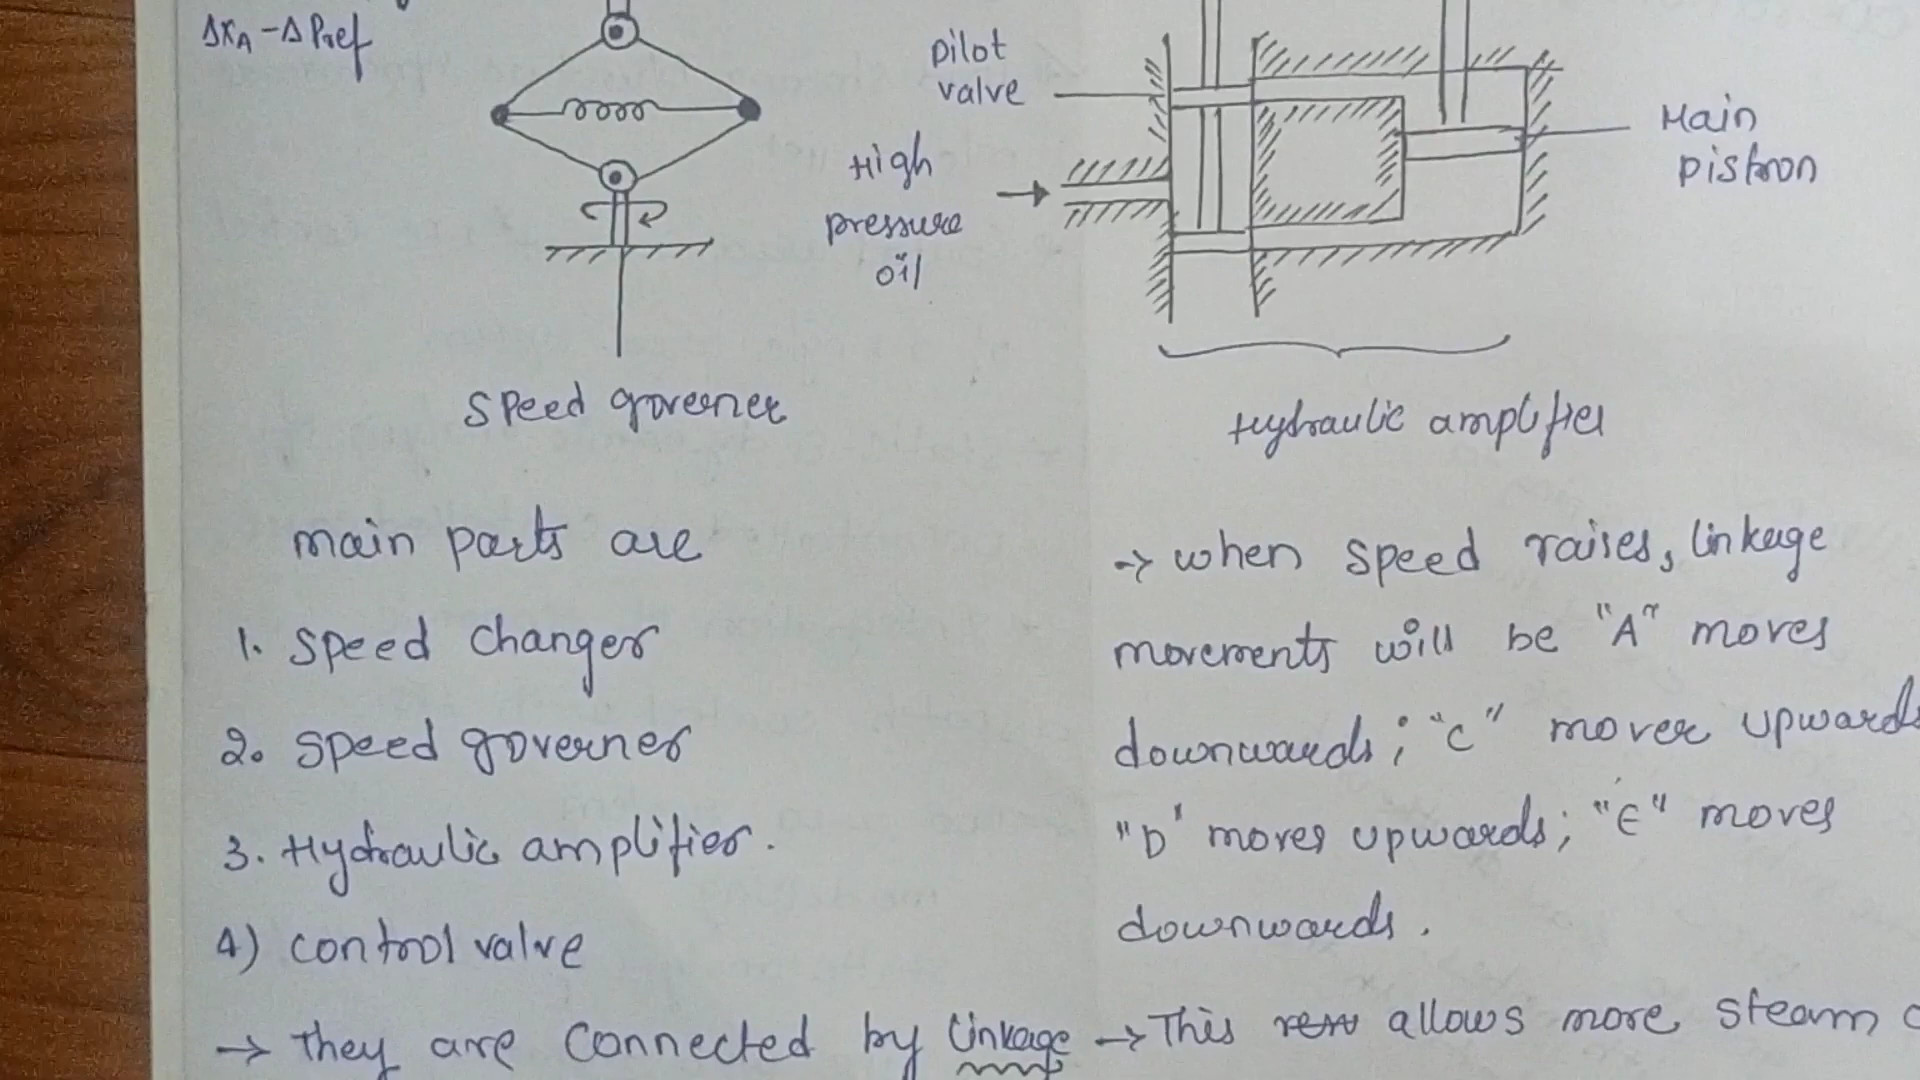 ΔxA - ΔPref
Pilot
valve
High
pressure
oil
Main
pistron
Speed governer
Hydraulic amplifier
main parts are
1. Speed changer
2. Speed governer
3. Hydraulic amplifier.
4) control valve
→ They are connected by linkage
→ when speed raises, linkage
movements will be "A" moves
downwards; "C" moves upwards
"D" moves upwards; "E" moves
downwards.
→ This allows more steam